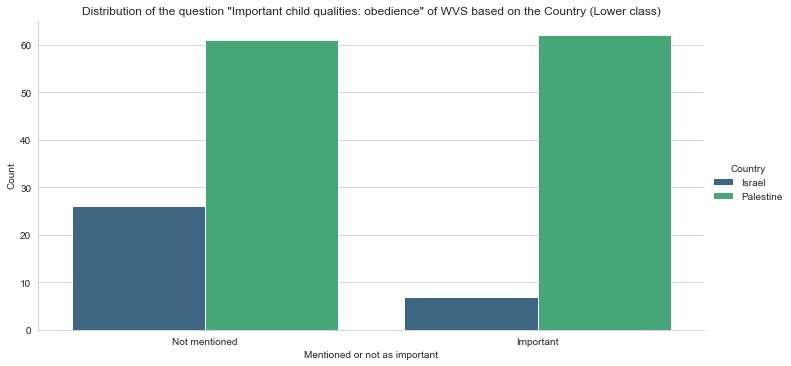 Distribution of the question "Important child qualities: obedience" of WVS based on the Country (Lower class)
60
50
40
30
20
10
0
Count
Not mentioned
Important
Mentioned or not as important
Country
Israel
Palestine